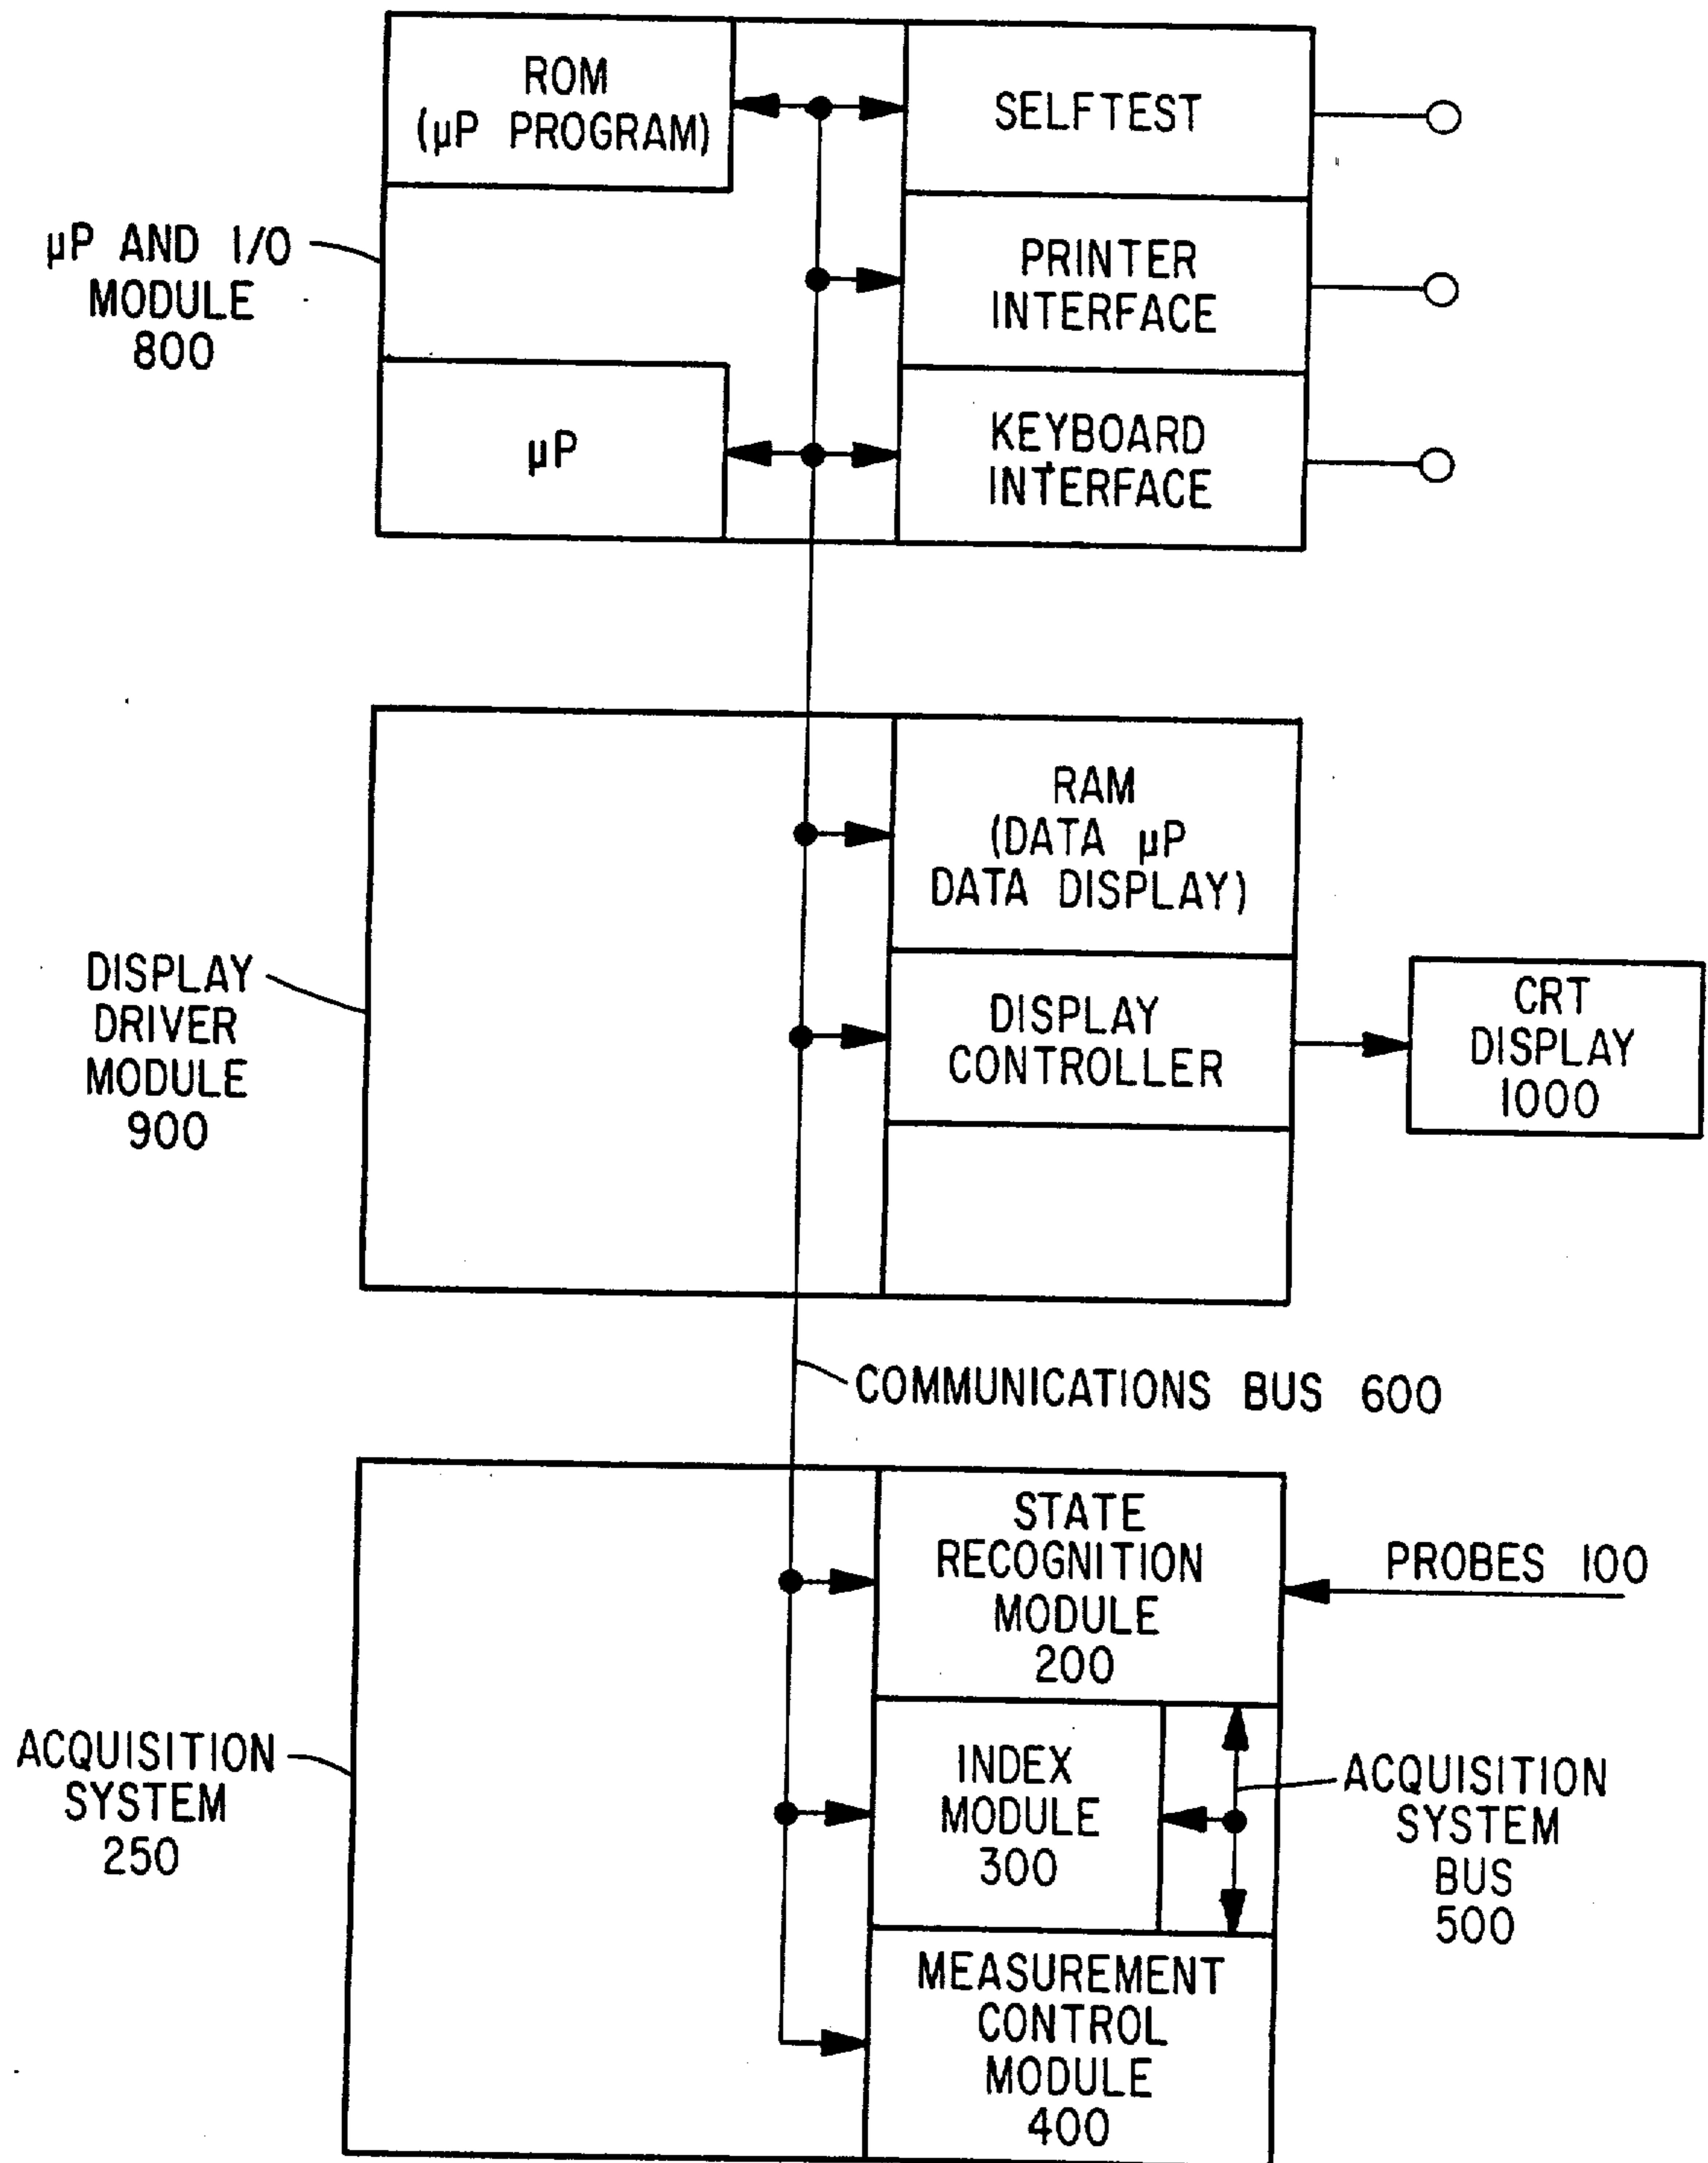 ROM
(µP PROGRAM)
SELFTEST
µP AND I/O
MODULE
800
PRINTER
INTERFACE
µP
KEYBOARD
INTERFACE
RAM
(DATA µP
DATA DISPLAY)
DISPLAY
DRIVER
MODULE
900
DISPLAY
CONTROLLER
CRT
DISPLAY
1000
COMMUNICATIONS BUS 600
STATE
RECOGNITION
MODULE
200
PROBES 100
ACQUISITION
SYSTEM
250
INDEX
MODULE
300
ACQUISITION
SYSTEM
BUS
500
MEASUREMENT
CONTROL
MODULE
400